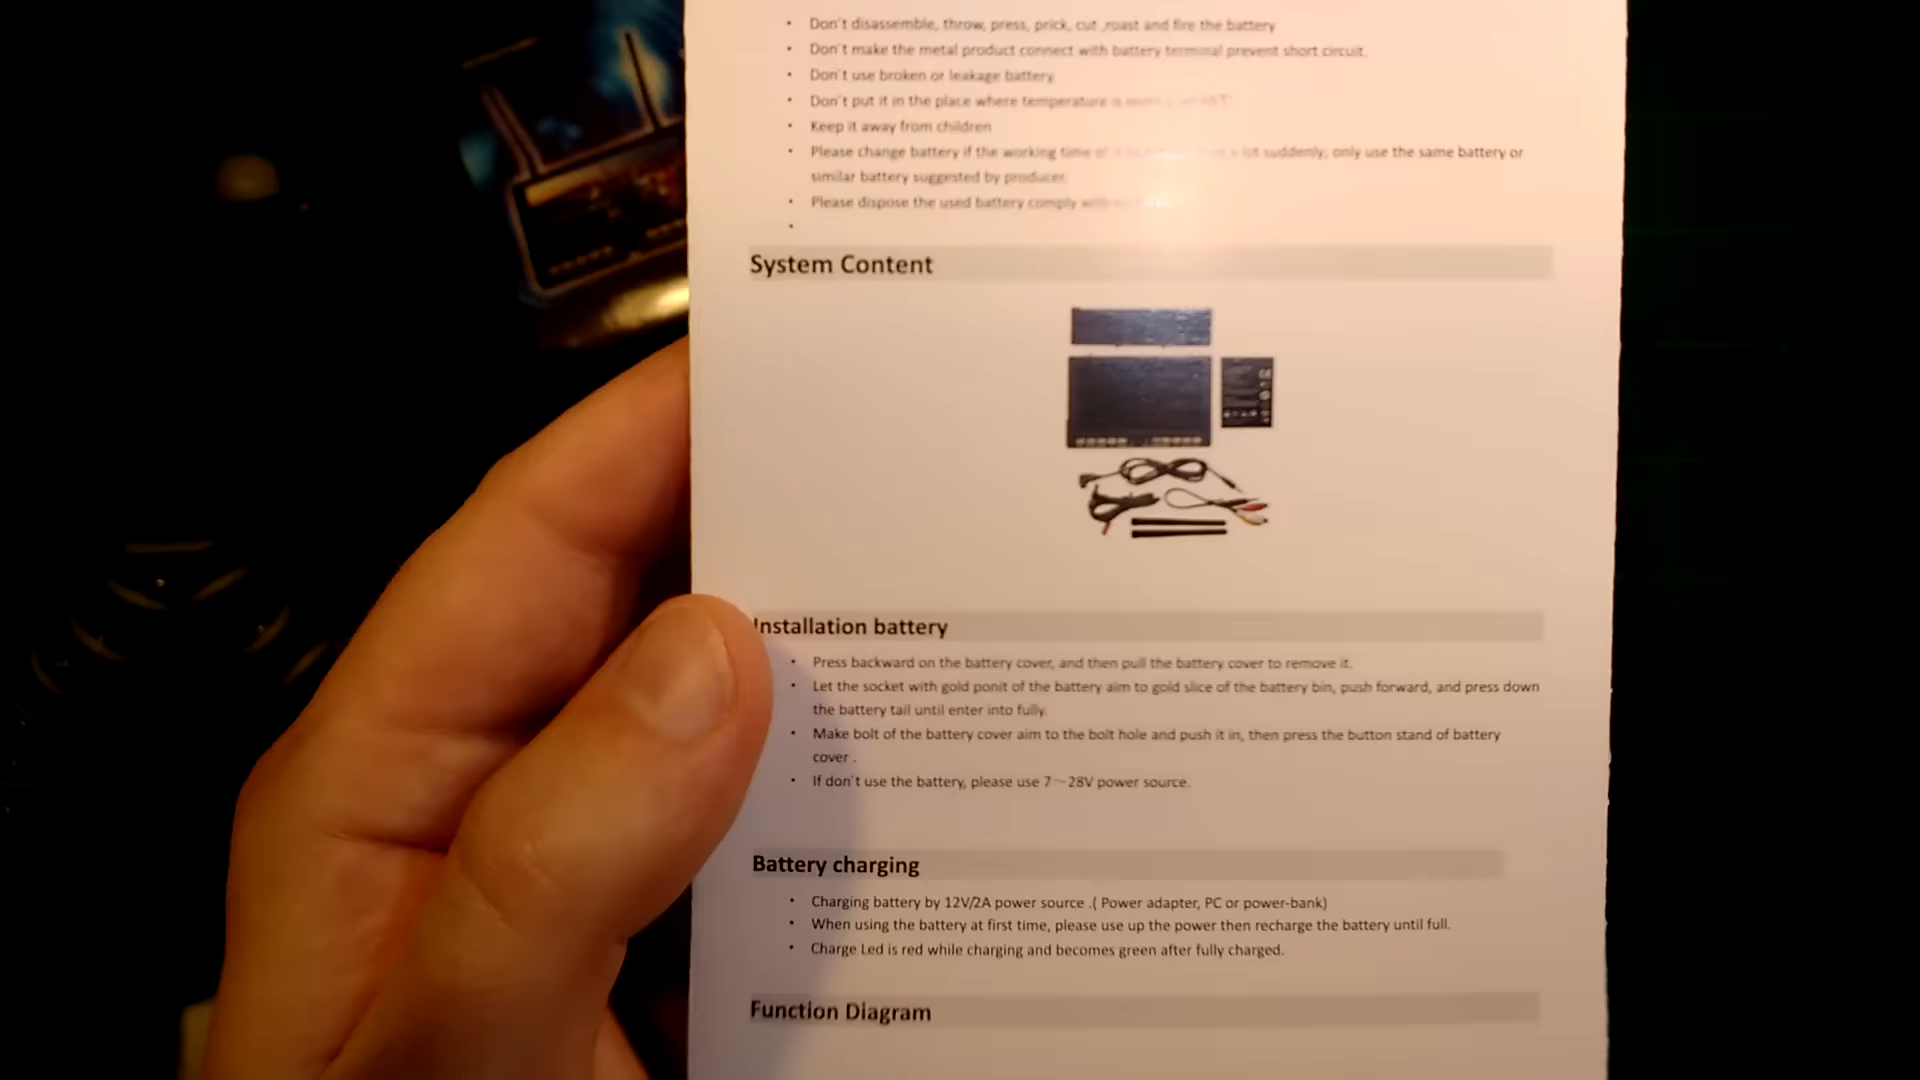 Don't disassemble, throw, press, prick, cut ,roast and fire the battery
Don't make the metal product connect with battery terminal prevent short circuit.
Don't use broken or leakage battery
Don't put it in the place where temperature is
Keep it away from children
Please change battery if the working time of suddenly; only use the same battery or
similar battery suggested by producer
Please dispose the used battery comply with
System Content
Installation battery
Press backward on the battery cover, and then pull the battery cover to remove it.
Let the socket with gold ponit of the battery aim to gold slice of the battery bin, push forward, and press down
the battery tail until enter into fully.
Make bolt of the battery cover aim to the bolt hole and push it in, then press the button stand of battery
cover .
If don't use the battery, please use 7～28V power source.
Battery charging
Charging battery by 12V/2A power source .( Power adapter, PC or power-bank)
When using the battery at first time, please use up the power then recharge the battery until full.
Charge Led is red while charging and becomes green after fully charged.
Function Diagram